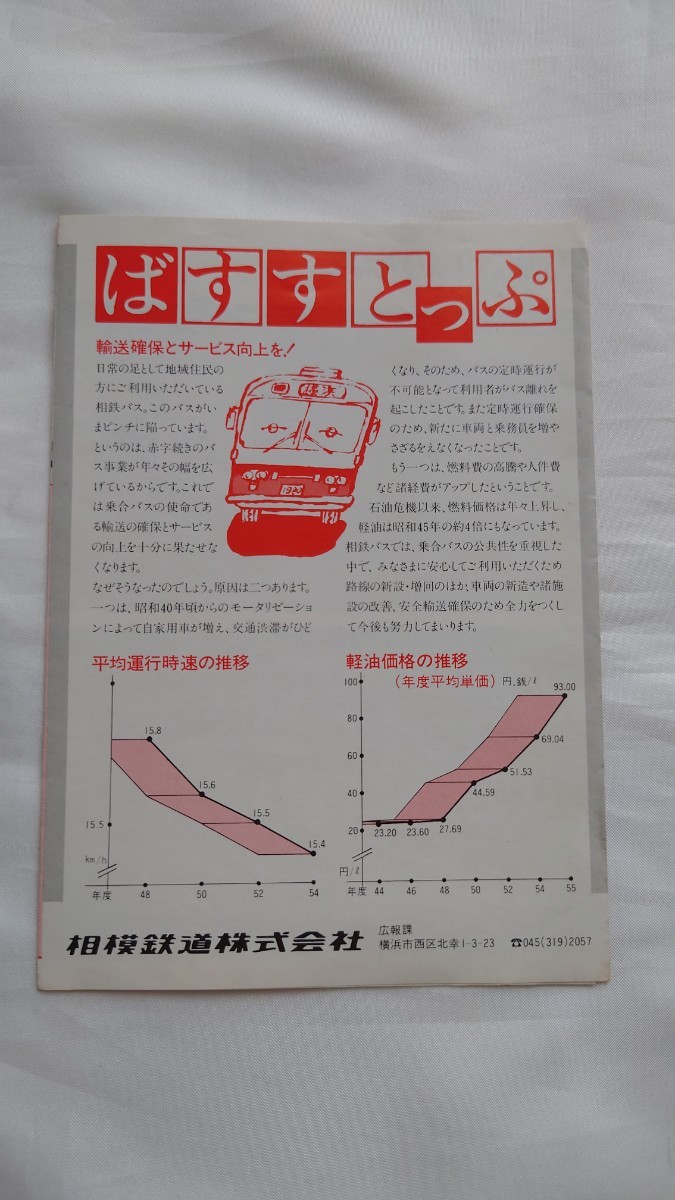 ばすすとっぷ
輸送確保とサービス向上を！
日常の足として地域住民の
方にご利用いただいている
相鉄バス。このバスがい
まピンチに陥っています。
というのは、赤字続きのバ
ス事業が年々その幅を広
げているからです。これで
は乗合バスの使命であ
る輸送の確保とサービス
の向上を十分に果たせな
くなります。
なぜそうなったのでしょう。原因は二つあります。
一つは、昭和40年頃からのモータリゼーショ
ンによって自家用車が増え、交通渋滞がひど
くなり、そのため、バスの定時運行が
不可能となって利用者がバス離れを
起こしたことです。また定時運行確保
のため、新たに車両と乗務員を増や
さざるをえなくなったことです。
もう一つは、燃料費の高騰や人件費
など諸経費がアップしたということです。
石油危機以来、燃料価格は年々上昇し、
軽油は昭和45年の約4倍にもなっています。
相鉄バスでは、乗合バスの公共性を重視した
中で、みなさまに安心してご利用いただくため
路線の新設・増回のほか、車両の新造や諸施
設の改善、安全輸送確保のため全力をつくし
て今後も努力してまいります。
平均運行時速の推移
15.8
15.6
15.5
15.4
15.5
km/h
年度 48 50 52 54
軽油価格の推移
(年度平均単価) 円、銭/ℓ
100
80
60
40
20
93.00
69.04
51.53
44.59
23.20 23.60 27.69
円/ℓ
年度 44 46 48 50 52 54 55
相模鉄道株式会社
広報課
横浜市西区北幸1-3-23 ☎045(319)2057